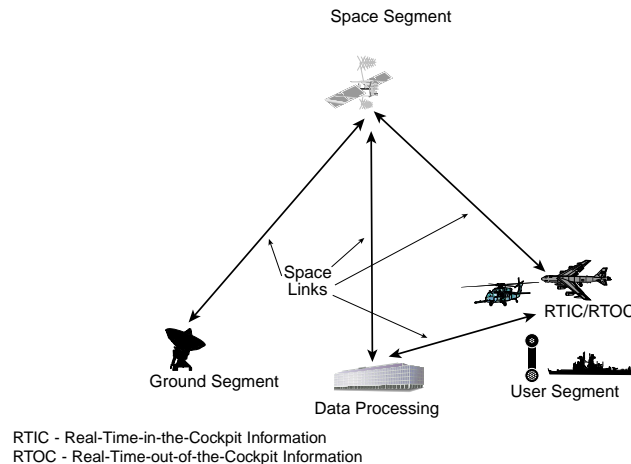 Space Segment
Space
Links
RTIC/RTOC
Ground Segment
User Segment
Data Processing
RTIC - Real-Time-in-the-Cockpit Information
RTOC - Real-Time-out-of-the-Cockpit Information